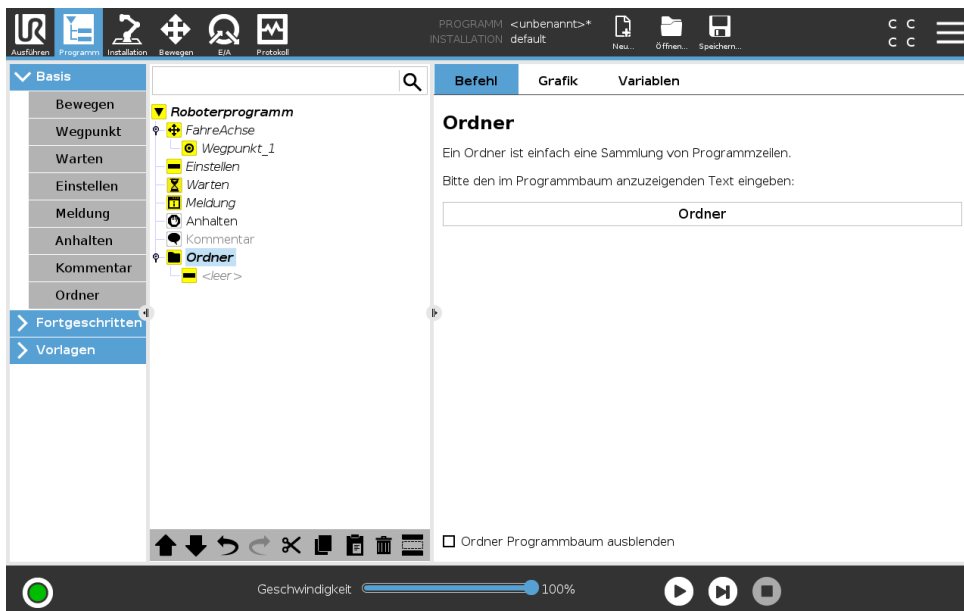 PROGRAMM <unbenannt>*
INSTALLATION default
Ausführen Programm Installation Bewegen E/A Protokoll Neu... Öffnen... Speichern...
C C
C C
Basis
Bewegen
Wegpunkt
Warten
Einstellen
Meldung
Anhalten
Kommentar
Ordner
Fortgeschritten
Vorlagen
Roboterprogramm
FahreAchse
Wegpunkt_1
Einstellen
Warten
Meldung
Anhalten
Kommentar
Ordner
<leer>
Befehl Grafik Variablen
Ordner
Ein Ordner ist einfach eine Sammlung von Programmzeilen.
Bitte den im Programmbaum anzuzeigenden Text eingeben:
Ordner
Ordner Programmbaum ausblenden
Geschwindigkeit 100%